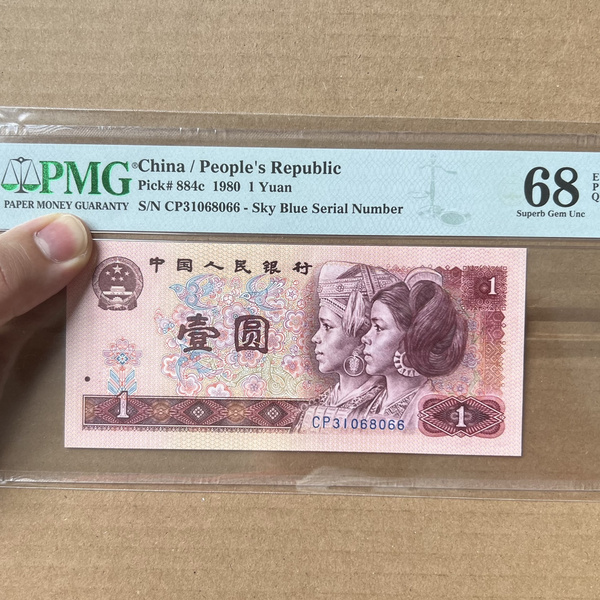 PMG
®
PAPER MONEY GUARANTY
China / People's Republic
Pick# 884c 1980 1 Yuan
S/N CP31068066 - Sky Blue Serial Number
68
Superb Gem Unc
E
P
Q
中国人民银行
1
壹圆
1
CP31068066
1